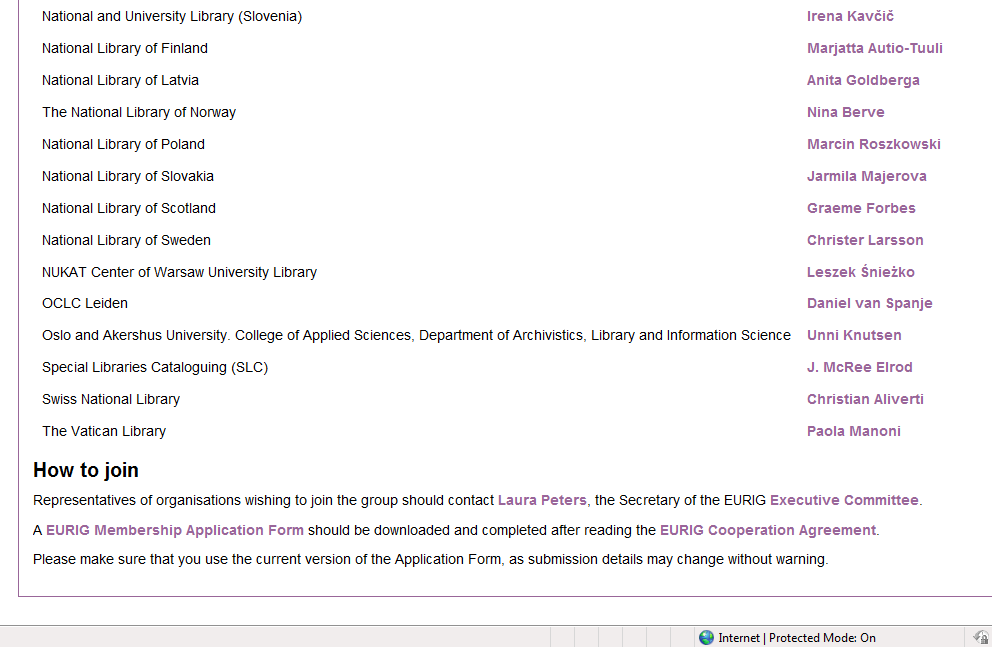 National and University Library (Slovenia) Irena Kavčič
National Library of Finland Marjatta Autio-Tuuli
National Library of Latvia Anita Goldberga
The National Library of Norway Nina Berve
National Library of Poland Marcin Roszkowski
National Library of Slovakia Jarmila Majerova
National Library of Scotland Graeme Forbes
National Library of Sweden Christer Larsson
NUKAT Center of Warsaw University Library Leszek Śnieżko
OCLC Leiden Daniel van Spanje
Oslo and Akershus University. College of Applied Sciences, Department of Archivistics, Library and Information Science Unni Knutsen
Special Libraries Cataloguing (SLC) J. McRee Elrod
Swiss National Library Christian Aliverti
The Vatican Library Paola Manoni
How to join
Representatives of organisations wishing to join the group should contact Laura Peters, the Secretary of the EURIG Executive Committee.
A EURIG Membership Application Form should be downloaded and completed after reading the EURIG Cooperation Agreement.
Please make sure that you use the current version of the Application Form, as submission details may change without warning.
Internet | Protected Mode: On